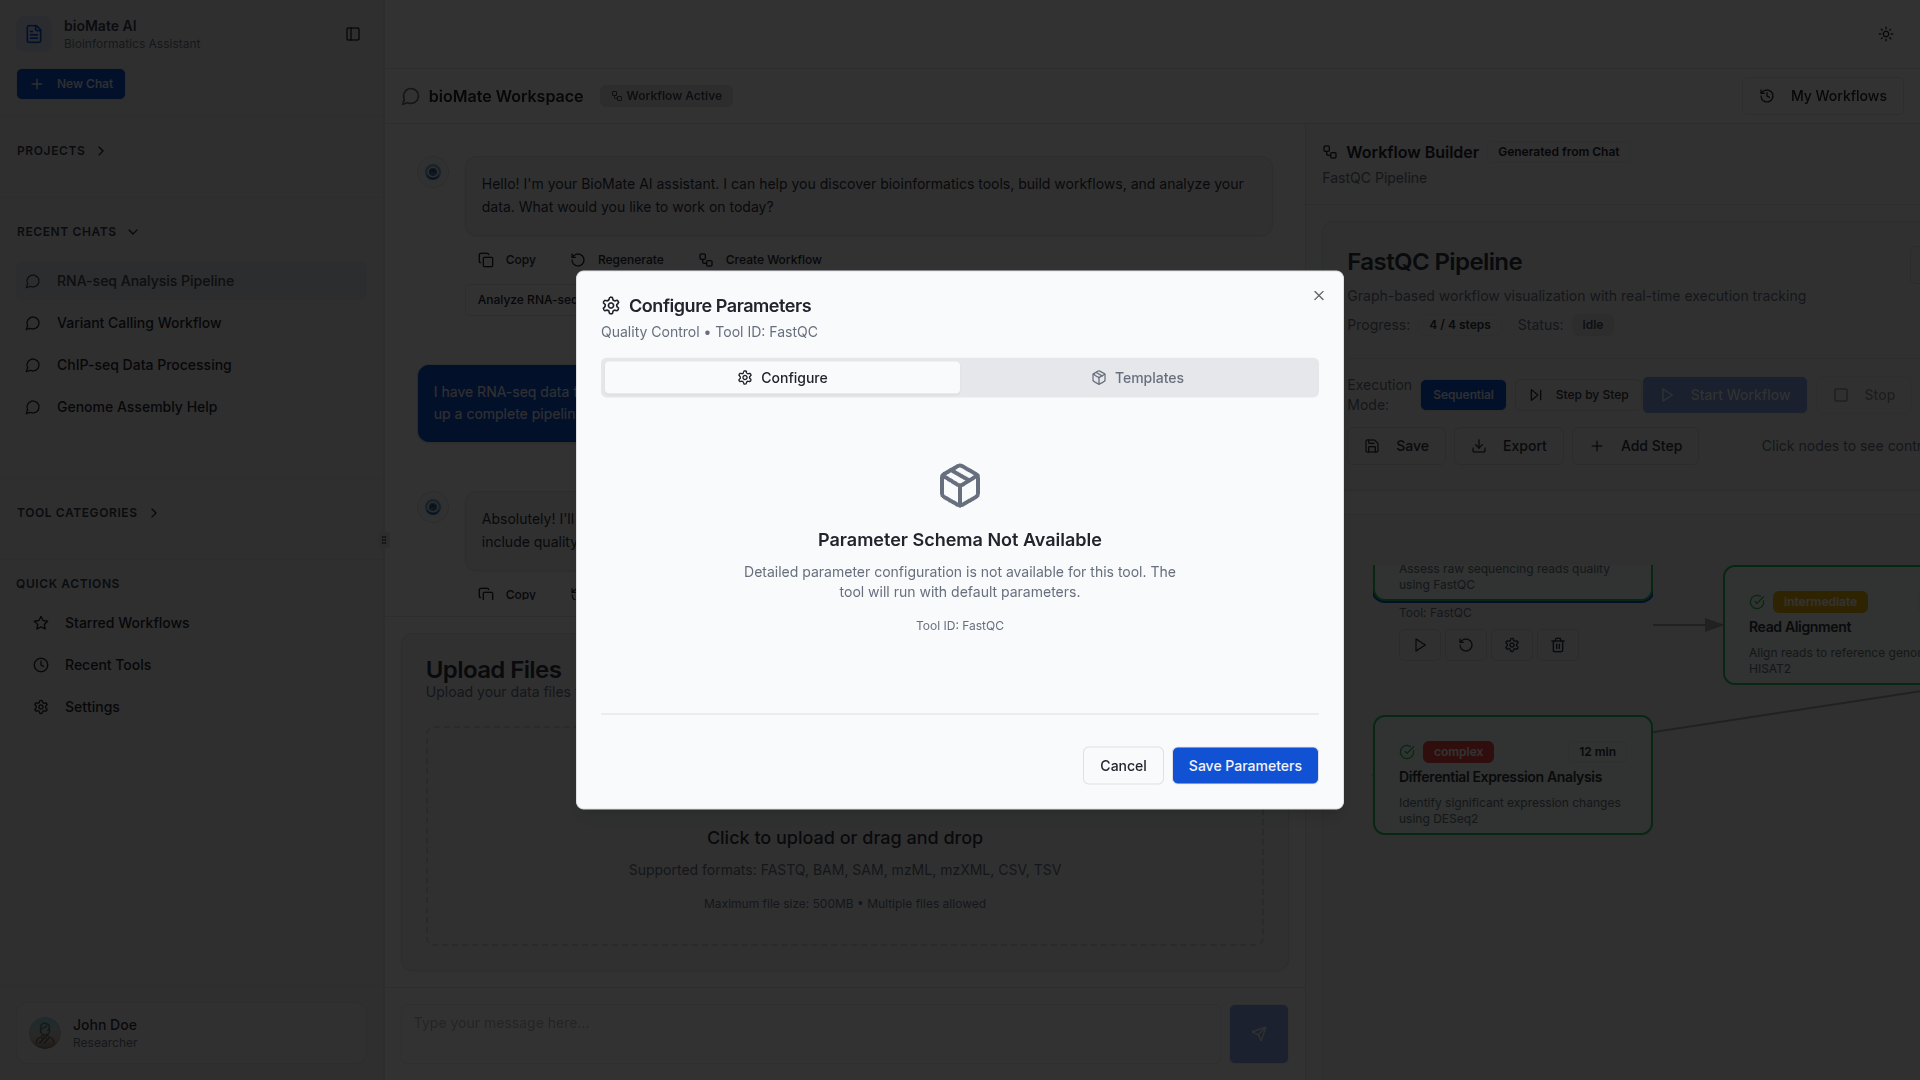 bioMate AI
Bioinformatics Assistant
New Chat
PROJECTS
RECENT CHATS
RNA-seq Analysis Pipeline
Variant Calling Workflow
ChIP-seq Data Processing
Genome Assembly Help
TOOL CATEGORIES
QUICK ACTIONS
Starred Workflows
Recent Tools
Settings
John Doe
Researcher
bioMate Workspace
Workflow Active
My Workflows
Hello! I'm your BioMate AI assistant. I can help you discover bioinformatics tools, build workflows, and analyze your
data. What would you like to work on today?
Copy
Regenerate
Create Workflow
Analyze RNA-seq
I have RNA-seq data
up a complete pipelin
Absolutely! I'll
include quality
Copy
Upload Files
Upload your data files
Click to upload or drag and drop
Supported formats: FASTQ, BAM, SAM, mzML, mzXML, CSV, TSV
Maximum file size: 500MB • Multiple files allowed
Type your message here...
Configure Parameters
Quality Control • Tool ID: FastQC
Configure
Templates
Parameter Schema Not Available
Detailed parameter configuration is not available for this tool. The
tool will run with default parameters.
Tool ID: FastQC
Cancel
Save Parameters
Workflow Builder
Generated from Chat
FastQC Pipeline
FastQC Pipeline
Graph-based workflow visualization with real-time execution tracking
Progress:
4 / 4 steps
Status:
idle
Execution
Mode:
Sequential
Step by Step
Start Workflow
Stop
Save
Export
Add Step
Click nodes to see contr
Assess raw sequencing reads quality
using FastQC
Tool: FastQC
intermediate
Read Alignment
Align reads to reference geno
HISAT2
complex
12 min
Differential Expression Analysis
Identify significant expression changes
using DESeq2